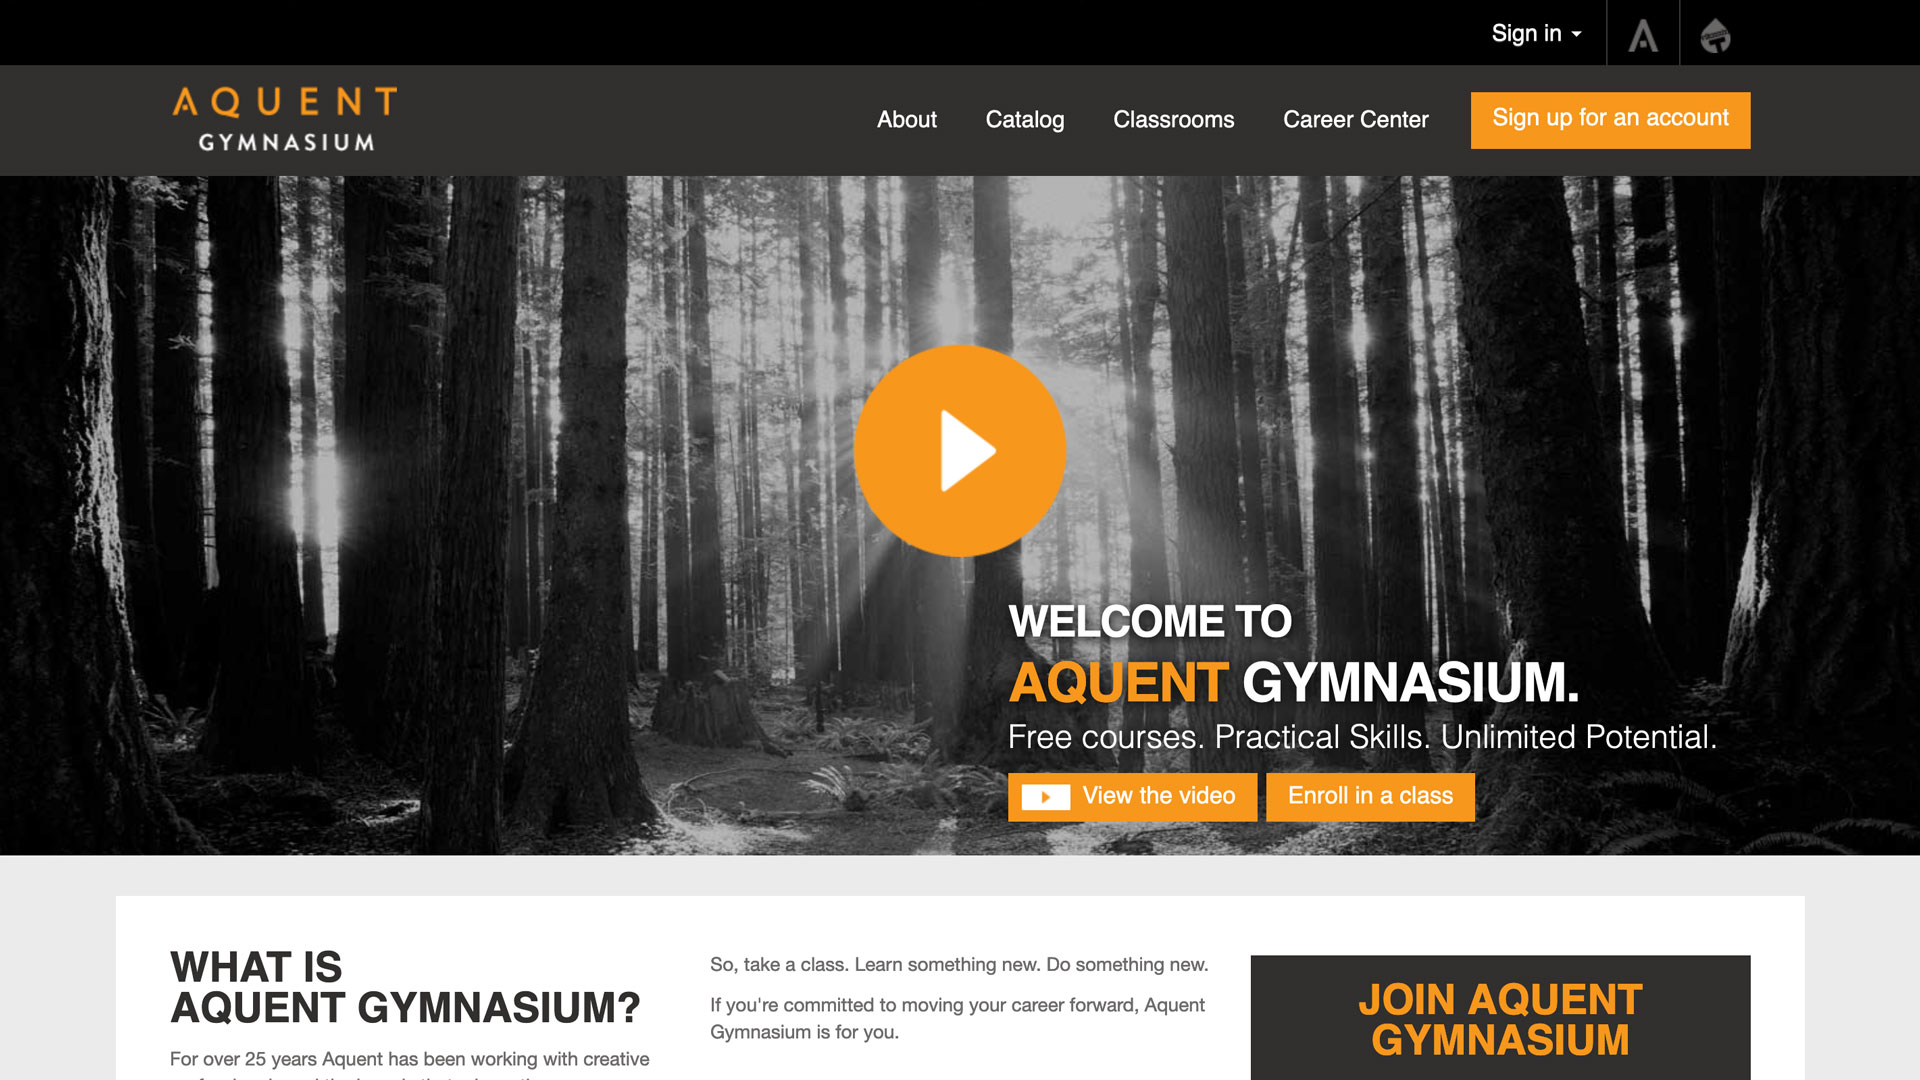 Sign in
AQUENT
GYMNASIUM
About
Catalog
Classrooms
Career Center
Sign up for an account
WELCOME TO
AQUENT GYMNASIUM.
Free courses. Practical Skills. Unlimited Potential.
View the video
Enroll in a class
WHAT IS
AQUENT GYMNASIUM?
For over 25 years Aquent has been working with creative
So, take a class. Learn something new. Do something new.
If you're committed to moving your career forward, Aquent
Gymnasium is for you.
JOIN AQUENT
GYMNASIUM